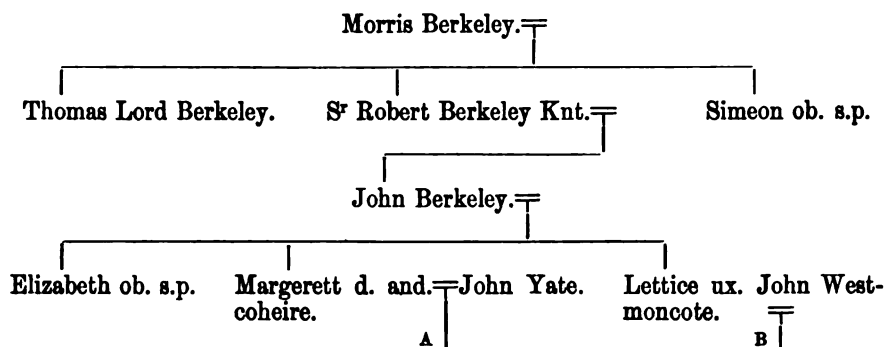 Morris Berkeley.
Thomas Lord Berkeley. Sr Robert Berkeley Knt. Simeon ob. s.p.
John Berkeley.
Elizabeth ob. s.p. Margerett d. and. John Yate. Lettice ux. John West-
coheire. moncote.
A B